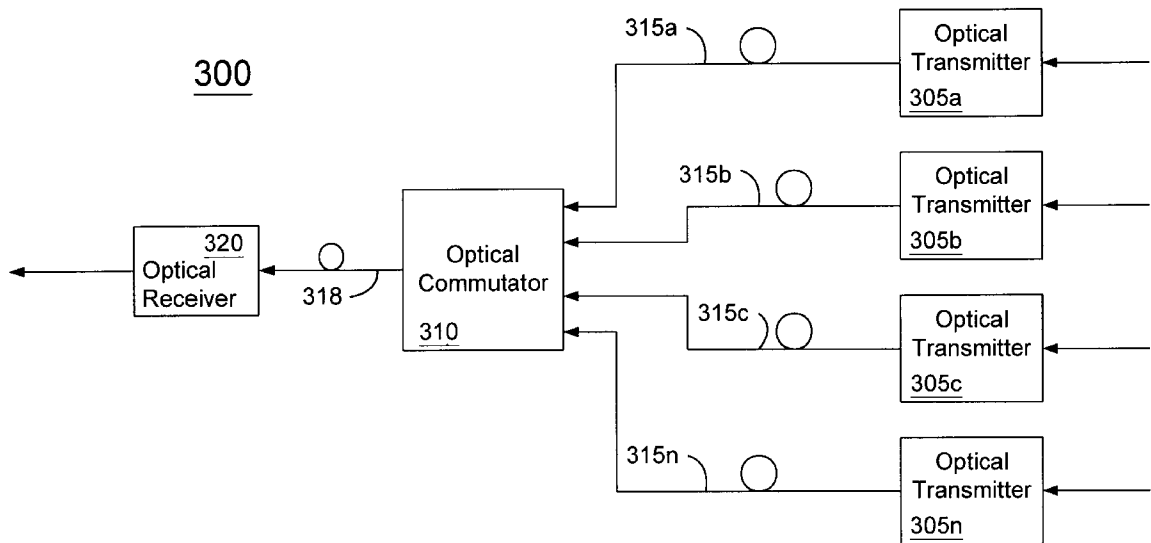 300
315a
Optical
Transmitter
305a
315b
Optical
Transmitter
305b
320
Optical
Receiver
318
Optical
Commutator
310
315c
Optical
Transmitter
305c
315n
Optical
Transmitter
305n